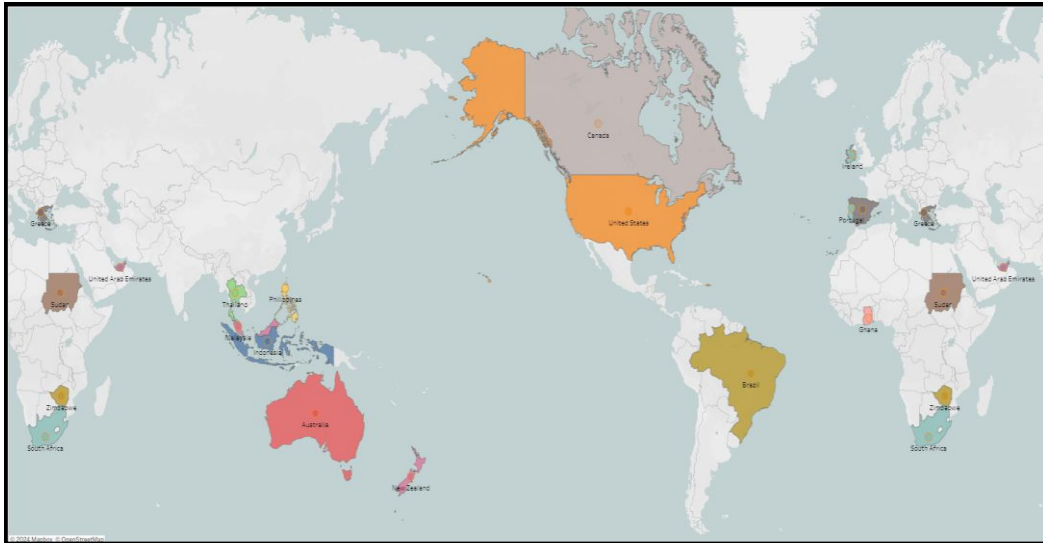 Canada
Ireland
Greece
United States
Portugal
Greece
United Arab Emirates
United Arab Emirates
Sudan
Thailand
Philippines
Sudan
Ghana
Malaysia
Indonesia
Brazil
Zimbabwe
Zimbabwe
Australia
South Africa
South Africa
New Zealand
© 2024 Mapbox © OpenStreetMap